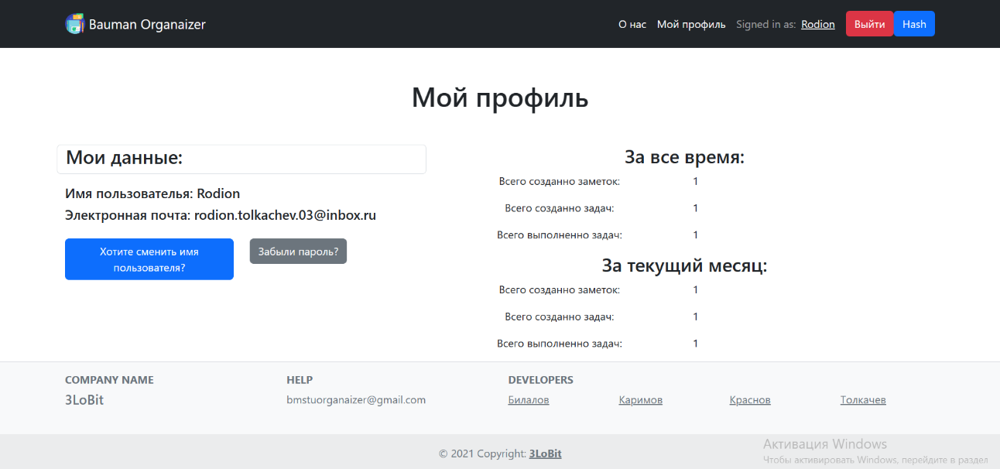 Bauman Organaizer
О нас Мой профиль Signed in as: Rodion Выйти Hash
Мой профиль
Мои данные:
Имя пользователья: Rodion
Электронная почта: rodion.tolkachev.03@inbox.ru
Хотите сменить имя
пользователя?
Забыли пароль?
За все время:
Всего созданно заметок: 1
Всего созданно задач: 1
Всего выполненно задач: 1
За текущий месяц:
Всего созданно заметок: 1
Всего созданно задач: 1
Всего выполненно задач: 1
COMPANY NAME
3LoBit
HELP
bmstuorganaizer@gmail.com
DEVELOPERS
Билалов Каримов Краснов Толкачев
© 2021 Copyright: 3LoBit
Активация Windows
Чтобы активировать Windows, перейдите в раздел